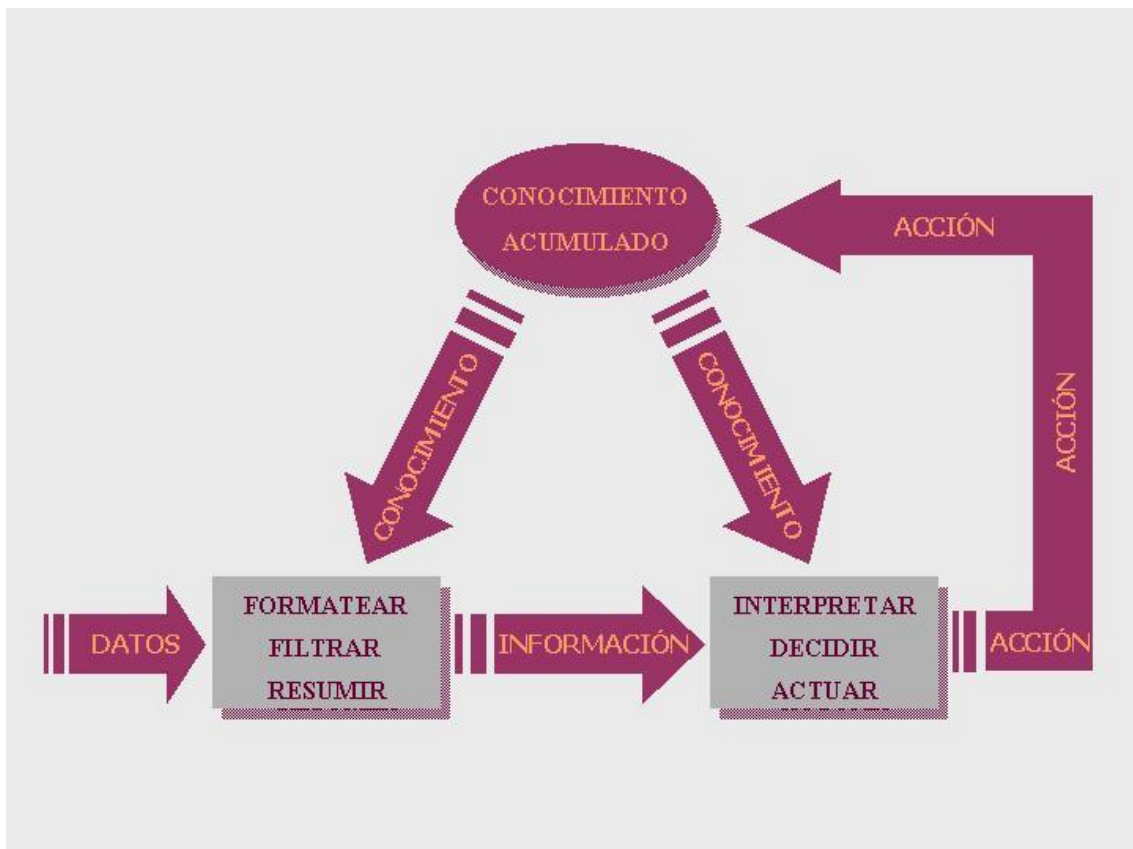 CONOCIMIENTO
ACUMULADO
ACCIÓN
ACCIÓN
CONOCIMIENTO
CONOCIMIENTO
DATOS
FORMATEAR
FILTRAR
RESUMIR
INFORMACIÓN
INTERPRETAR
DECIDIR
ACTUAR
ACCIÓN